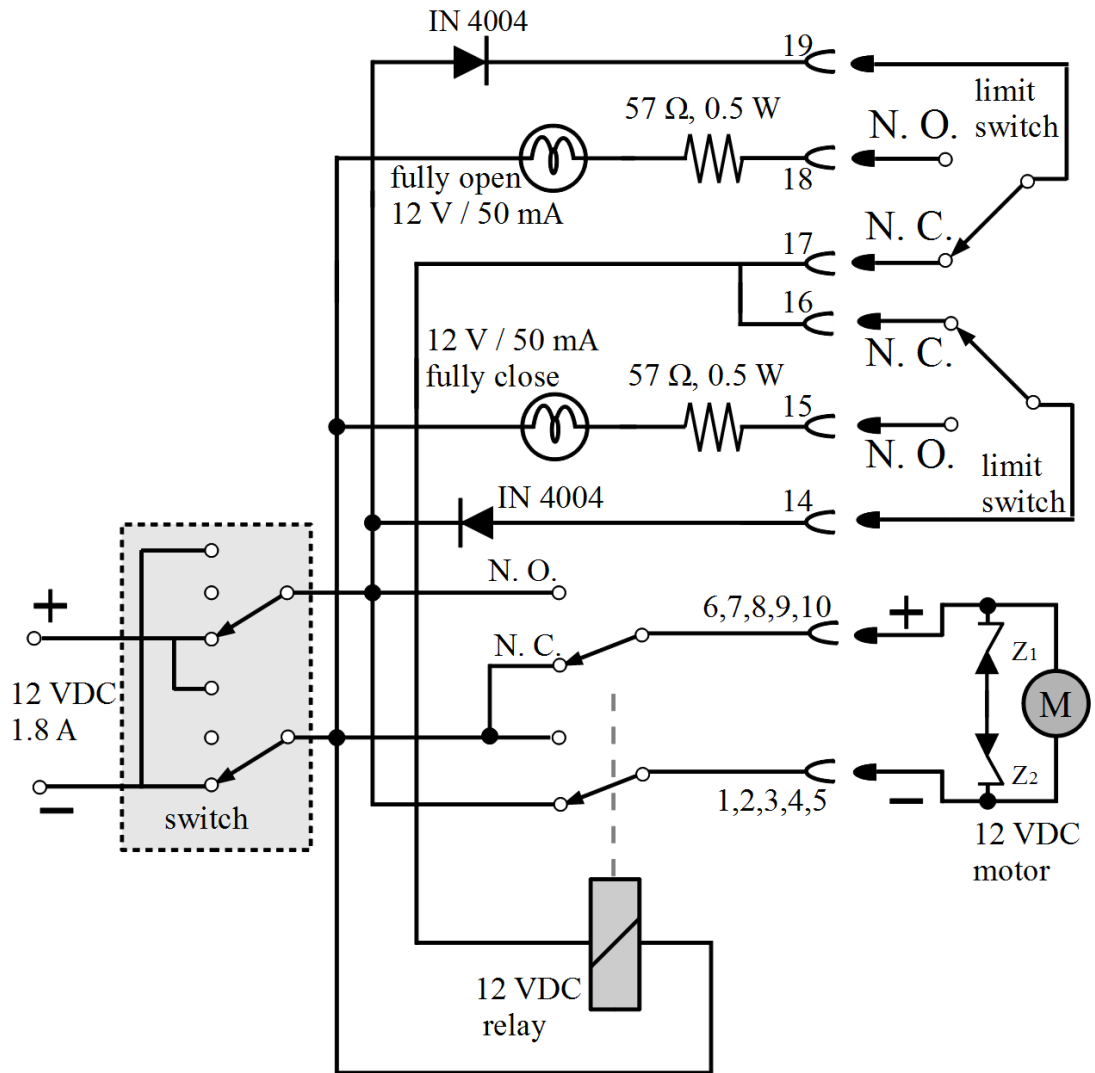 IN 4004
19
limit
switch
57 Ω, 0.5 W
N. O.
18
fully open
12 V / 50 mA
17
N. C.
16
12 V / 50 mA
fully close
N. C.
57 Ω, 0.5 W
15
N. O.
limit
switch
IN 4004
14
N. O.
6,7,8,9,10
+
+
N. C.
Z1
12 VDC
1.8 A
M
Z2
−
1,2,3,4,5
−
switch
12 VDC
motor
12 VDC
relay